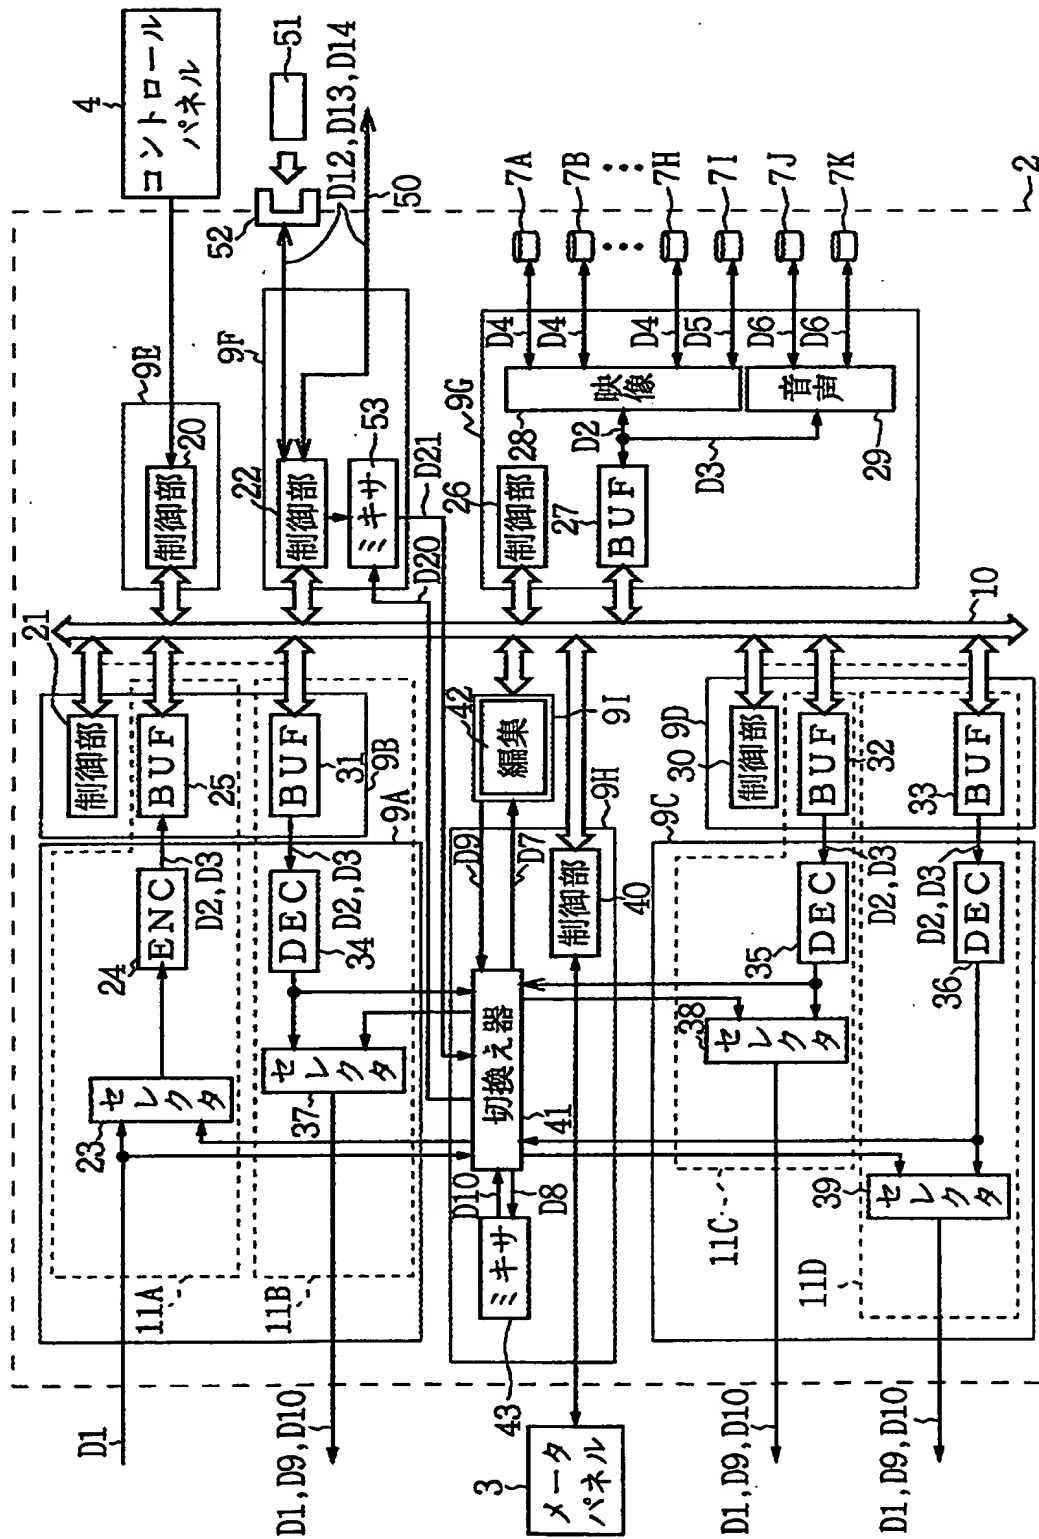 D1
D1,D9,D10
3
メータ
パネル
43
D1,D9,D10
D1,D9,D10
11A
11B
11C
11D
23
セレクタ
24
ENC
D2,D3
21
制御部
BUF
25
37
セレクタ
34
DEC
D2,D3
BUF
31
9B
9A
ミキサ
D10
D8
切換え器
41
D9
D7
42
編集
9I
9H
制御部
40
38
セレクタ
35
DEC
D2,D3
30
制御部
9D
9C
BUF
32
39
セレクタ
36
DEC
D2,D3
33
BUF
10
9E
制御部
20
4
コントロール
パネル
9F
22
制御部
ミキサ
53
D20
D21
52
51
D12,D13,D14
50
9G
26
制御部
27
BUF
28
D2
映像
D3
音声
29
D4
D4
D4
D5
D6
D6
7A
7B
7H
7I
7J
7K
2